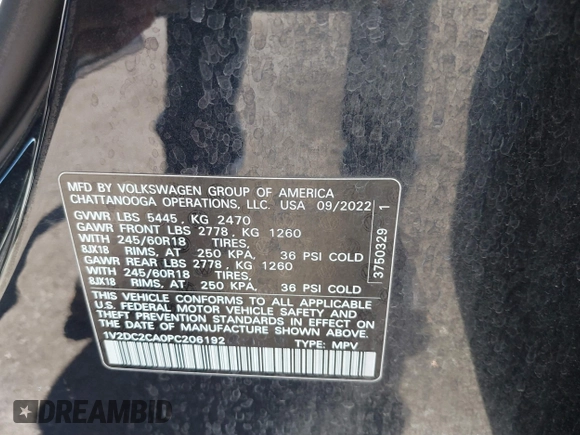 MFD BY VOLKSWAGEN GROUP OF AMERICA
CHATTANOOGA OPERATIONS, LLC. USA 09/2022
GVWR LBS 5445, KG 2470
GAWR FRONT LBS 2778, KG 1260
WITH 245/60R18 TIRES,
8JX18 RIMS, AT 250 KPA, 36 PSI COLD
GAWR REAR LBS 2778, KG 1260
WITH 245/60R18 TIRES,
8JX18 RIMS, AT 250 KPA, 36 PSI COLD
THIS VEHICLE CONFORMS TO ALL APPLICABLE
U.S. FEDERAL MOTOR VEHICLE SAFETY AND
THEFT PREVENTION STANDARDS IN EFFECT ON
THE DATE OF MANUFACTURE SHOWN ABOVE.
1V2DC2CA0PC206192 TYPE: MPV
3750329 1
DREAMBID